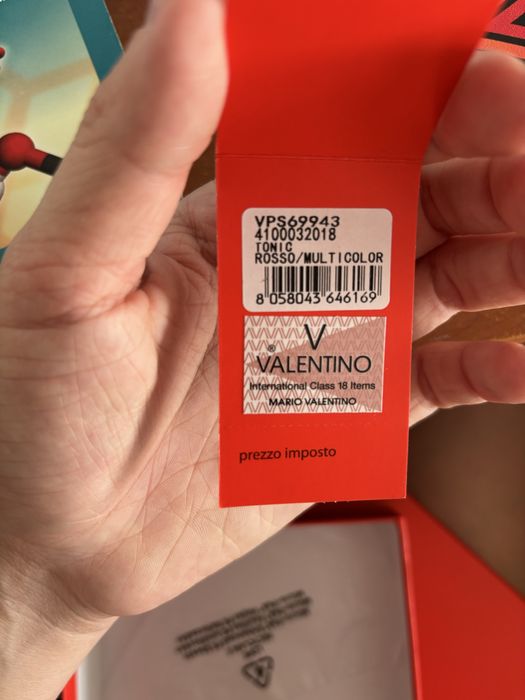 VPS69943
4100032018
TONIC
ROSSO/MULTICOLOR
8 058043 646169
V
®
VALENTINO
International Class 18 Items
MARIO VALENTINO
prezzo imposto